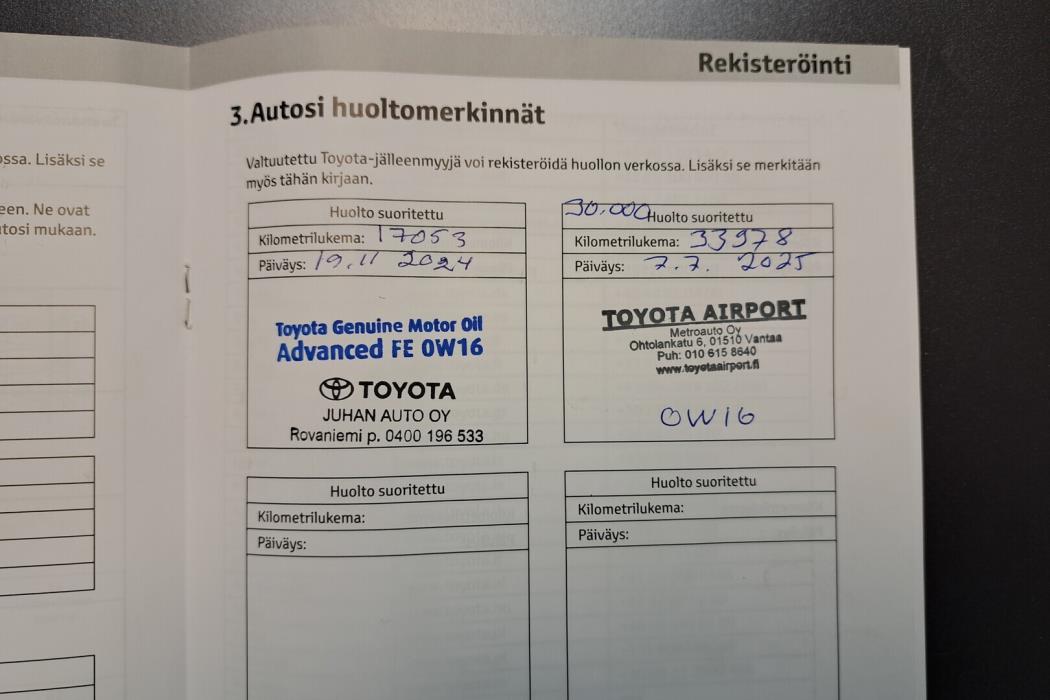 Rekisteröinti
ossa. Lisäksi se
een. Ne ovat
tosi mukaan.
3.Autosi huoltomerkinnät
Valtuutettu Toyota-jälleenmyyjä voi rekisteröidä huollon verkossa. Lisäksi se merkitään
myös tähän kirjaan.
Huolto suoritettu
Kilometrilukema: 17053
Päiväys: 19.11 2024
Toyota Genuine Motor Oil
Advanced FE 0W16
TOYOTA
JUHAN AUTO OY
Rovaniemi p. 0400 196 533
30.000 Huolto suoritettu
Kilometrilukema: 33978
Päiväys: 7.7. 2025
TOYOTA AIRPORT
Metroauto Oy
Ohtolankatu 6, 01510 Vantaa
Puh: 010 615 8640
www.toyotaairport.fi
0W16
Huolto suoritettu
Kilometrilukema:
Päiväys:
Huolto suoritettu
Kilometrilukema:
Päiväys: